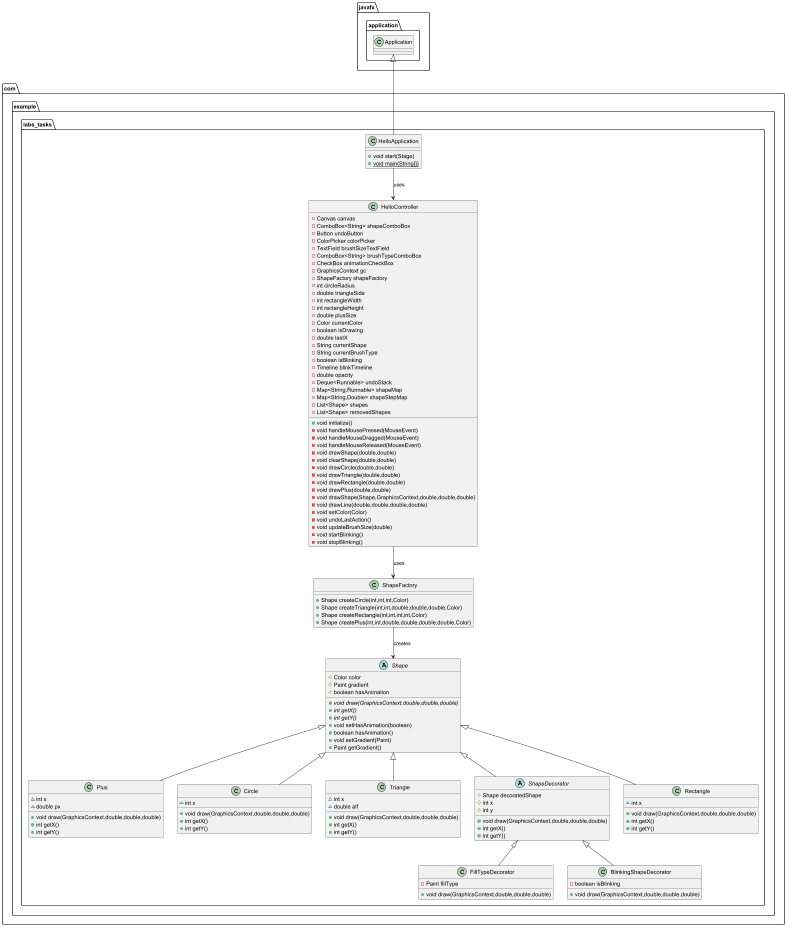 javafx
application
C Application
com
example
labs_tasks
C HelloApplication
void start(Stage)
void main(String[])
uses
C HelloController
Canvas canvas
ComboBox<String> shapeComboBox
Button undoButton
ColorPicker colorPicker
TextField brushSizeTextField
ComboBox<String> brushTypeComboBox
CheckBox animationCheckBox
GraphicsContext gc
ShapeFactory shapeFactory
int circleRadius
double triangleSide
int rectangleWidth
int rectangleHeight
double plusSize
Color currentColor
boolean isDrawing
double lastX
String currentShape
String currentBrushType
boolean isBlinking
Timeline blinkTimeline
double opacity
Deque<Runnable> undoStack
Map<String,Runnable> shapeMap
Map<String,Double> shapeStepMap
List<Shape> shapes
List<Shape> removedShapes
void initialize()
void handleMousePressed(MouseEvent)
void handleMouseDragged(MouseEvent)
void handleMouseReleased(MouseEvent)
void drawShape(double,double)
void clearShape(double,double)
void drawCircle(double,double)
void drawTriangle(double,double)
void drawRectangle(double,double)
void drawPlus(double,double)
void drawShape(Shape,GraphicsContext,double,double,double)
void drawLine(double,double,double,double)
void setColor(Color)
void undoLastAction()
void updateBrushSize(double)
void startBlinking()
void stopBlinking()
uses
C ShapeFactory
Shape createCircle(int,int,int,Color)
Shape createTriangle(int,int,double,double,double,Color)
Shape createRectangle(int,int,int,int,Color)
Shape createPlus(int,int,double,double,double,double,Color)
creates
A Shape
Color color
Paint gradient
boolean hasAnimation
void draw(GraphicsContext,double,double,double)
int getX()
int getY()
void setHasAnimation(boolean)
boolean hasAnimation()
void setGradient(Paint)
Paint getGradient()
C Plus
int x
double px
void draw(GraphicsContext,double,double,double)
int getX()
int getY()
C Circle
int x
void draw(GraphicsContext,double,double,double)
int getX()
int getY()
C Triangle
int x
double alf
void draw(GraphicsContext,double,double,double)
int getX()
int getY()
A ShapeDecorator
Shape decoratedShape
int x
int y
void draw(GraphicsContext,double,double,double)
int getX()
int getY()
C Rectangle
int x
void draw(GraphicsContext,double,double,double)
int getX()
int getY()
C FillTypeDecorator
Paint fillType
void draw(GraphicsContext,double,double,double)
C BlinkingShapeDecorator
boolean isBlinking
void draw(GraphicsContext,double,double,double)